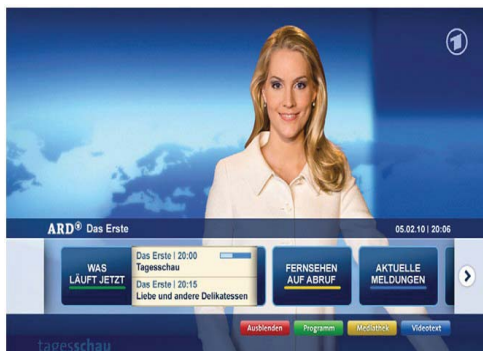 1
ARD® Das Erste
05.02.10 | 20:06
WAS
LÄUFT JETZT
Das Erste | 20:00
Tagesschau
Das Erste | 20:15
Liebe und andere Delikatessen
FERNSEHEN
AUF ABRUF
AKTUELLE
MELDUNGEN
Ausblenden Programm Mediathek Videotext
tagesschau